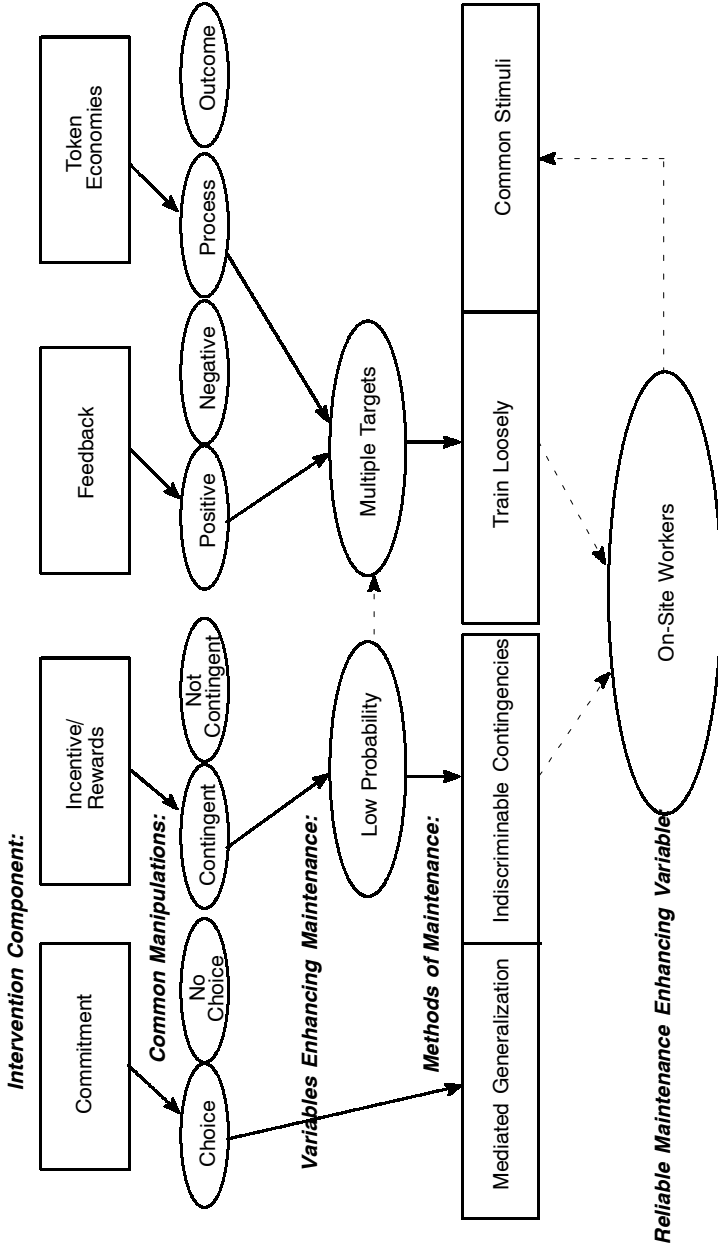 Intervention Component:
Commitment
Incentive/
Rewards
Feedback
Token
Economies
Common Manipulations:
Choice
No
Choice
Contingent
Not
Contingent
Positive
Negative
Process
Outcome
Variables Enhancing Maintenance:
Low Probability
Multiple Targets
Methods of Maintenance:
Mediated Generalization
Indiscriminable Contingencies
Train Loosely
Common Stimuli
Reliable Maintenance Enhancing Variable:
On-Site Workers